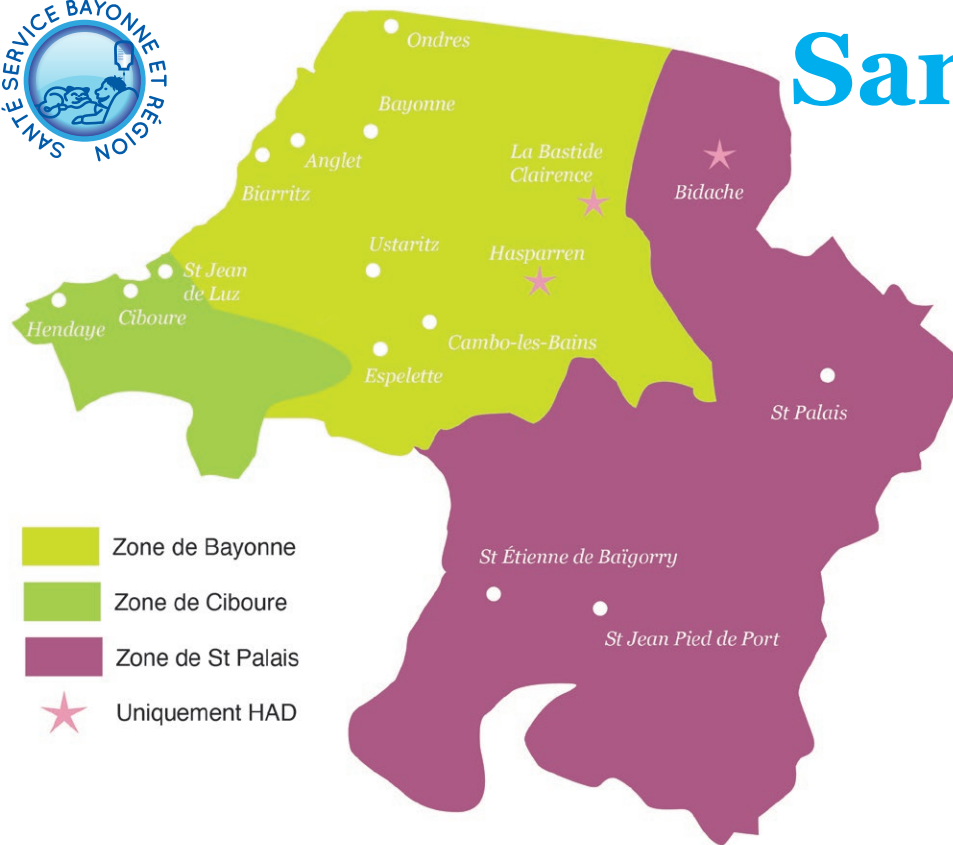 SANTÉ SERVICE BAYONNE ET RÉGION
San
Ondres
Bayonne
Anglet
Biarritz
La Bastide
Clairence
Bidache
Ustaritz
Hasparren
St Jean
de Luz
Ciboure
Hendaye
Cambo-les-Bains
Espelette
St Palais
St Étienne de Baïgorry
St Jean Pied de Port
Zone de Bayonne
Zone de Ciboure
Zone de St Palais
Uniquement HAD